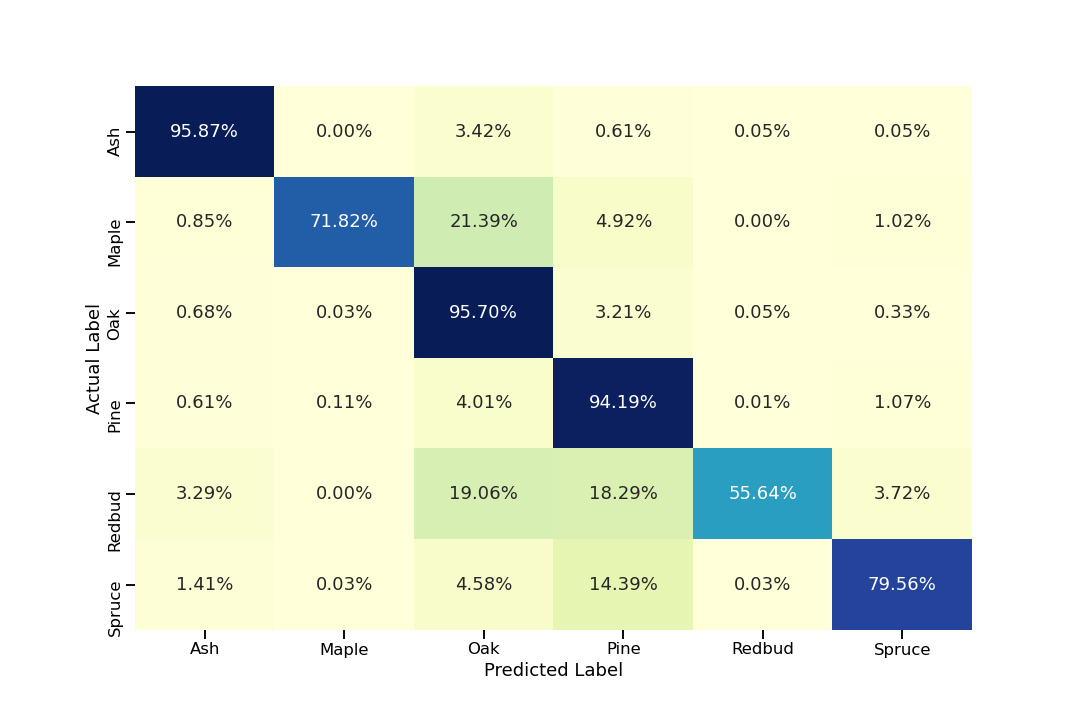 Actual Label
Ash 95.87% 0.00% 3.42% 0.61% 0.05% 0.05%
Maple 0.85% 71.82% 21.39% 4.92% 0.00% 1.02%
Oak 0.68% 0.03% 95.70% 3.21% 0.05% 0.33%
Pine 0.61% 0.11% 4.01% 94.19% 0.01% 1.07%
Redbud 3.29% 0.00% 19.06% 18.29% 55.64% 3.72%
Spruce 1.41% 0.03% 4.58% 14.39% 0.03% 79.56%
Ash Maple Oak Pine Redbud Spruce
Predicted Label